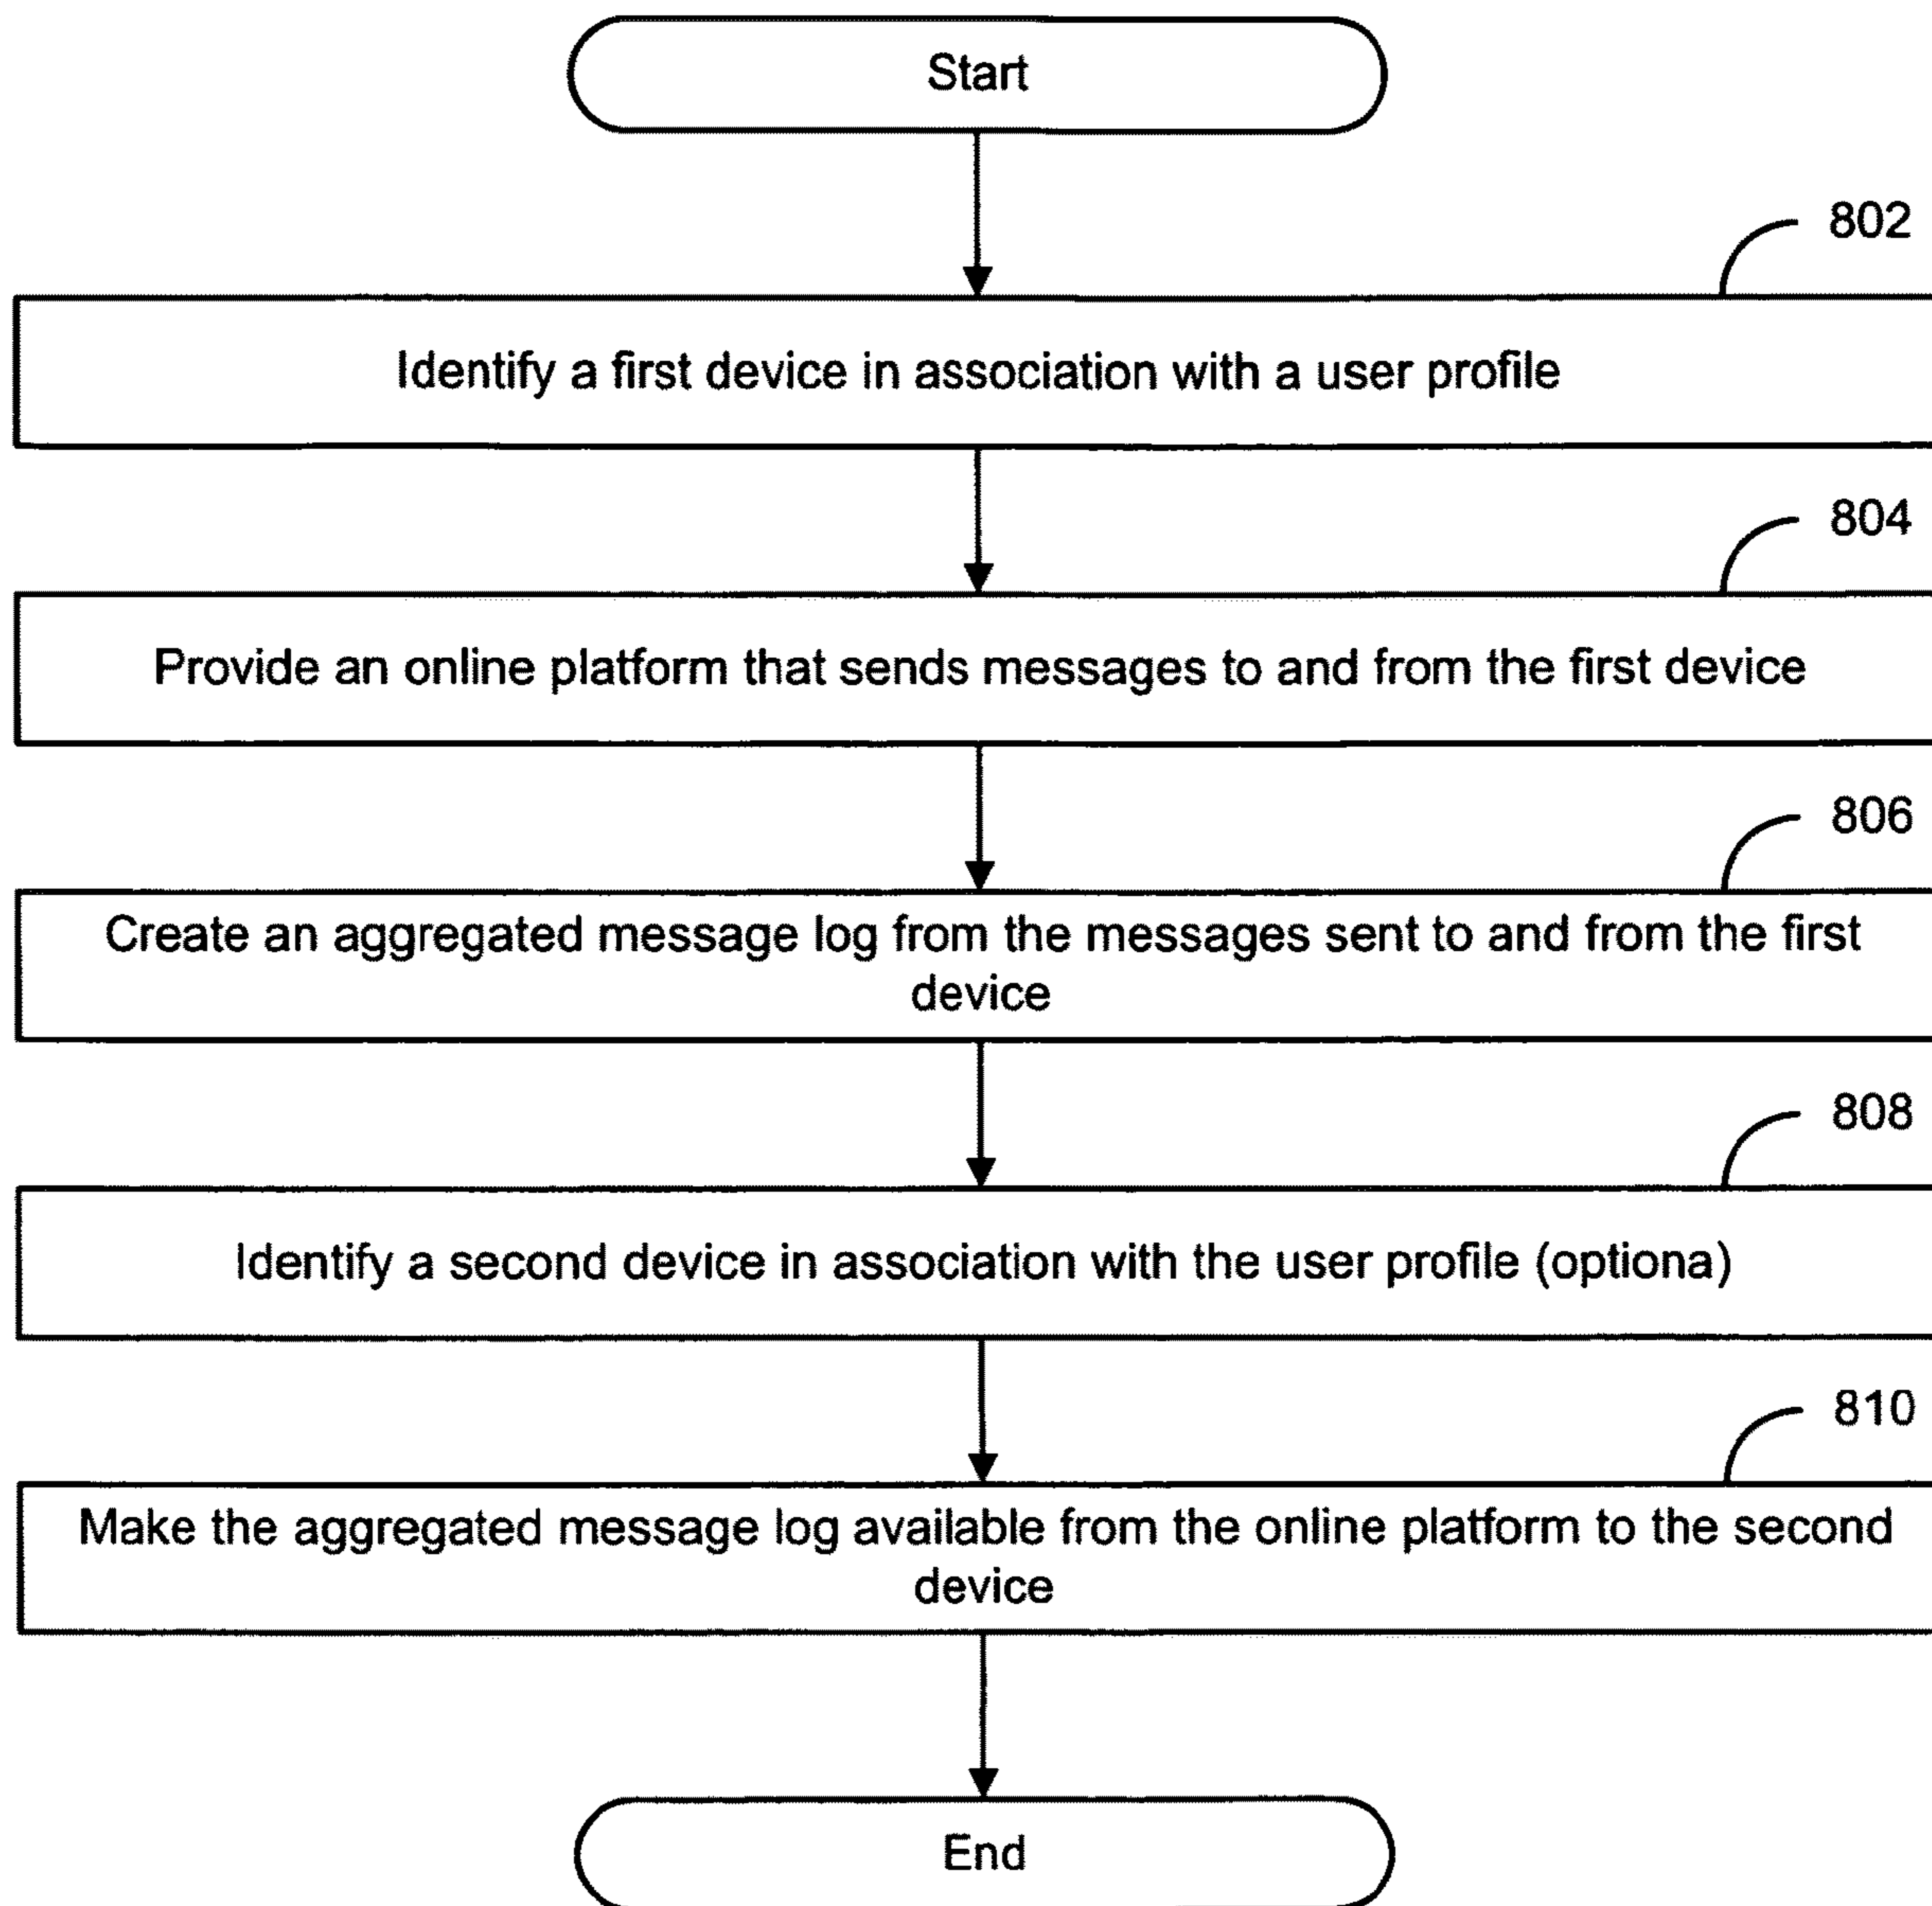 Start
802
Identify a first device in association with a user profile
804
Provide an online platform that sends messages to and from the first device
806
Create an aggregated message log from the messages sent to and from the first
device
808
Identify a second device in association with the user profile (optiona)
810
Make the aggregated message log available from the online platform to the second
device
End